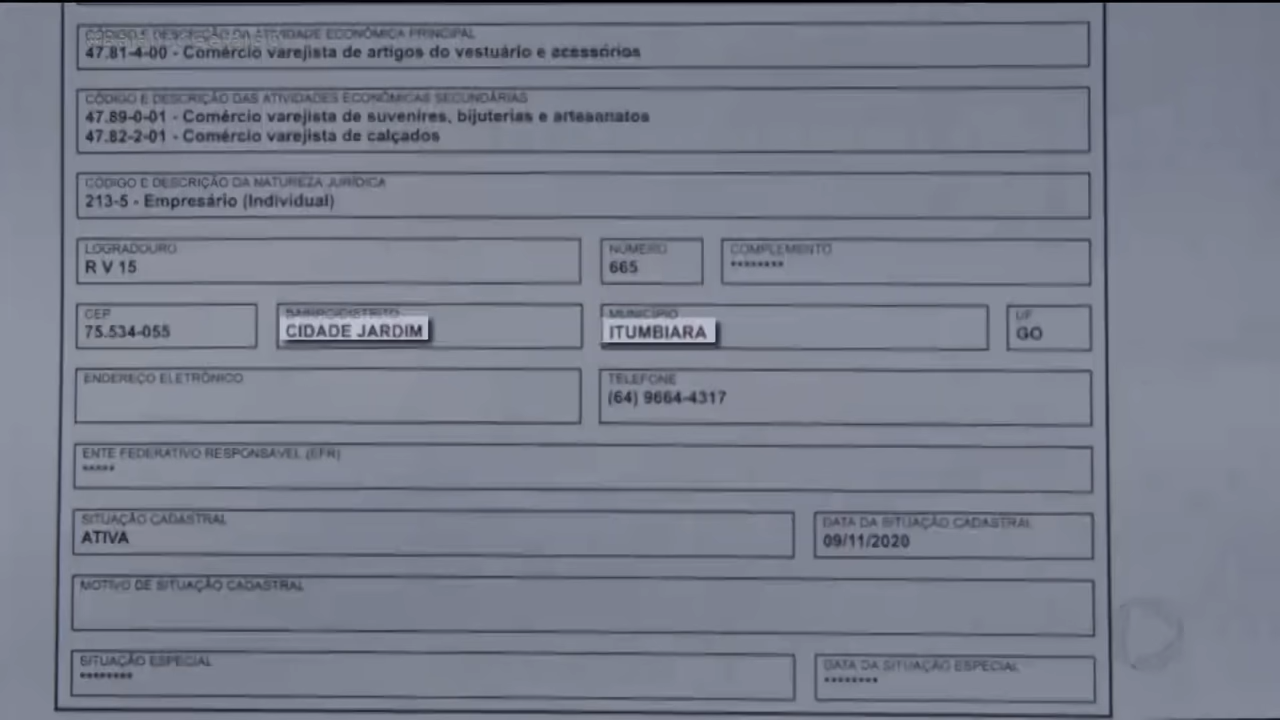 CÓDIGO E DESCRIÇÃO DA ATIVIDADE ECONÔMICA PRINCIPAL
47.81-4-00 - Comércio varejista de artigos do vestuário e acessórios
CÓDIGO E DESCRIÇÃO DAS ATIVIDADES ECONÔMICAS SECUNDÁRIAS
47.89-0-01 - Comércio varejista de suvenires, bijuterias e artesanatos
47.82-2-01 - Comércio varejista de calçados
CÓDIGO E DESCRIÇÃO DA NATUREZA JURÍDICA
213-5 - Empresário (Individual)
LOGRADOURO
R V 15
NÚMERO
665
COMPLEMENTO
********
CEP
75.534-055
BAIRRO/DISTRITO
CIDADE JARDIM
MUNICÍPIO
ITUMBIARA
UF
GO
ENDEREÇO ELETRÔNICO
TELEFONE
(64) 9664-4317
ENTE FEDERATIVO RESPONSÁVEL (EFR)
*****
SITUAÇÃO CADASTRAL
ATIVA
DATA DA SITUAÇÃO CADASTRAL
09/11/2020
MOTIVO DE SITUAÇÃO CADASTRAL
SITUAÇÃO ESPECIAL
********
DATA DA SITUAÇÃO ESPECIAL
********